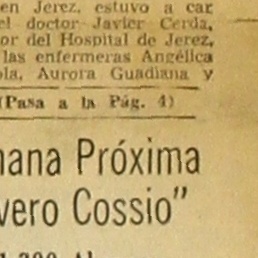 en Jerez, estuvo a car
el doctor Javier Cerda,
or del Hospital de Jerez,
las enfermeras Angélica
ola, Aurora Guadiana y
(Pasa a la Pág. 4)
nana Próxima
vero Cossio"